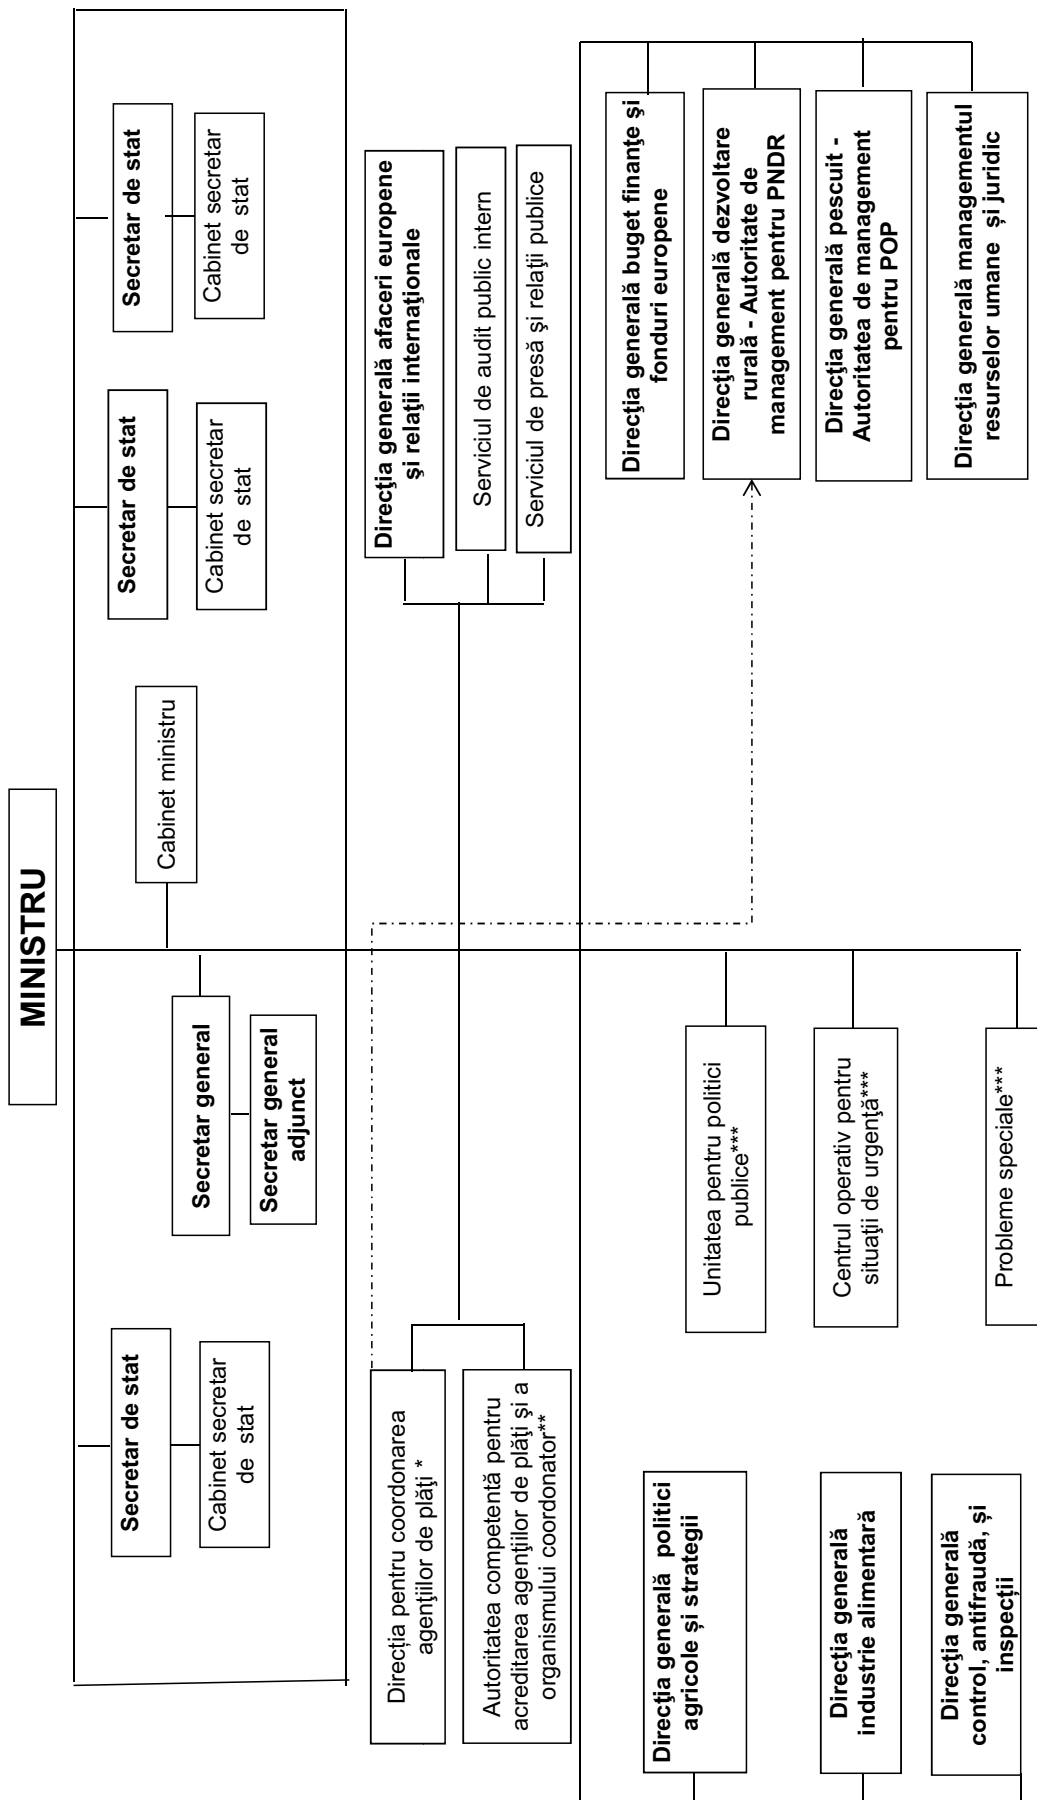 MINISTRU
Secretar de stat
Cabinet secretar
de stat
Secretar general
Secretar general
adjunct
Cabinet ministru
Secretar de stat
Cabinet secretar
de stat
Secretar de stat
Cabinet secretar
de stat
Direcția pentru coordonarea
agenţiilor de plăţi *
Autoritatea competentă pentru
acreditarea agenţiilor de plăţi şi a
organismului coordonator**
Direcţia generală afaceri europene
şi relaţii internaţionale
Serviciul de audit public intern
Serviciul de presă şi relaţii publice
Direcţia generală politici
agricole și strategii
Direcţia generală
industrie alimentară
Direcţia generală
control, antifraudă, și
inspecții
Unitatea pentru politici
publice***
Centrul operativ pentru
situaţii de urgenţă***
Probleme speciale***
Direcţia generală buget finanţe şi
fonduri europene
Direcţia generală dezvoltare
rurală - Autoritate de
management pentru PNDR
Direcţia generală pescuit -
Autoritatea de management
pentru POP
Direcţia generală managementul
resurselor umane și juridic